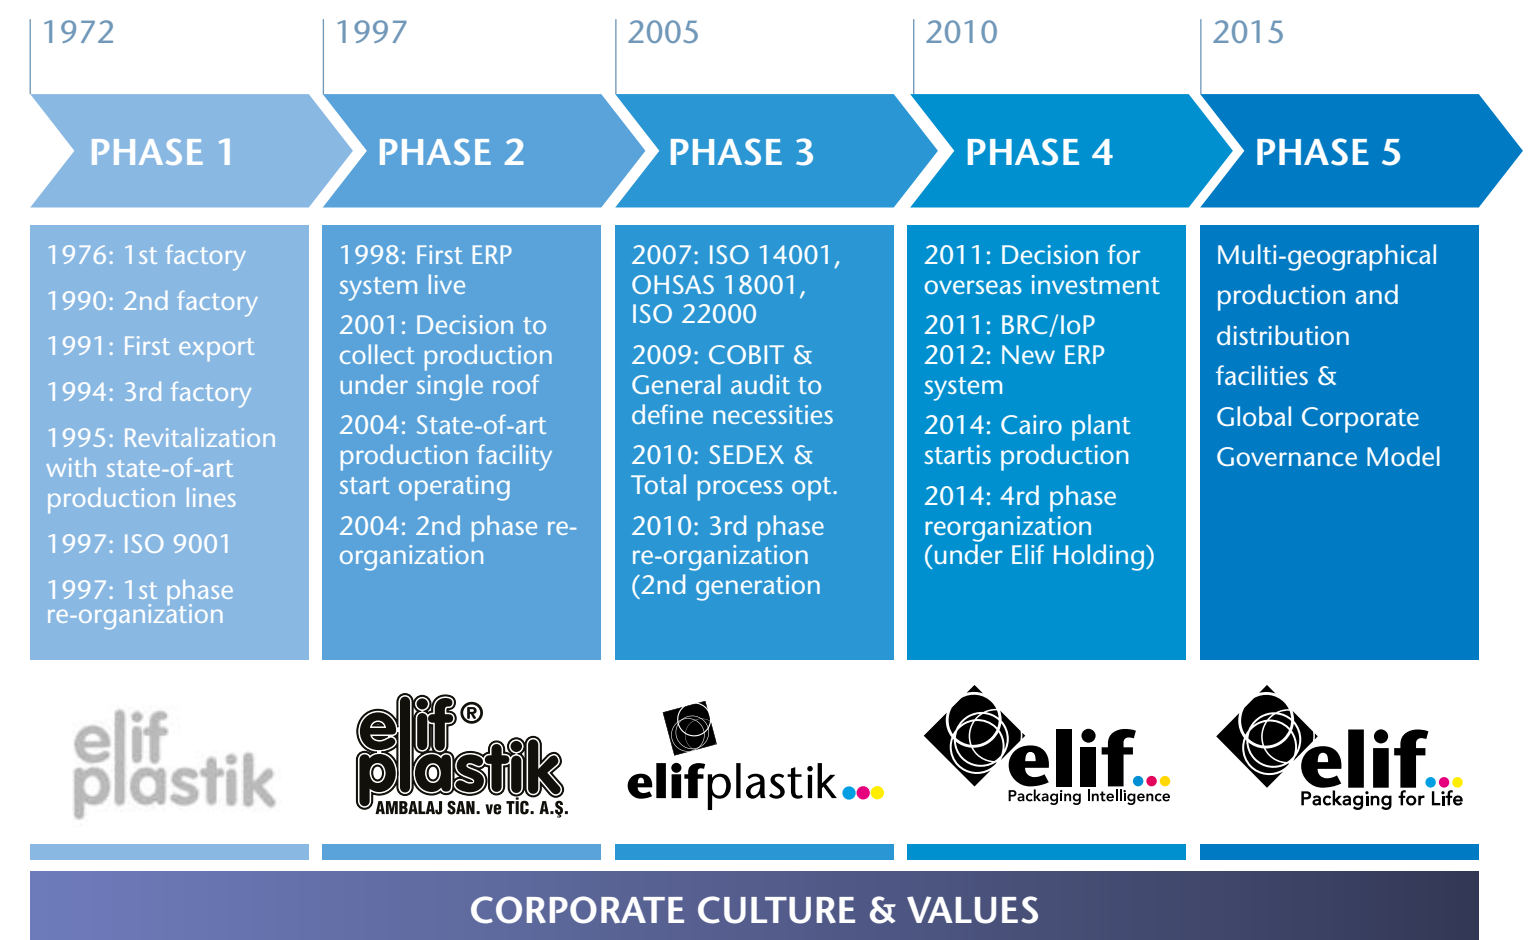 1972
1997
2005
2010
2015
PHASE 1
PHASE 2
PHASE 3
PHASE 4
PHASE 5
1976: 1st factory
1990: 2nd factory
1991: First export
1994: 3rd factory
1995: Revitalization
with state-of-art
production lines
1997: ISO 9001
1997: 1st phase
re-organization
1998: First ERP
system live
2001: Decision to
collect production
under single roof
2004: State-of-art
production facility
start operating
2004: 2nd phase re-
organization
2007: ISO 14001,
OHSAS 18001,
ISO 22000
2009: COBIT &
General audit to
define necessities
2010: SEDEX &
Total process opt.
2010: 3rd phase
re-organization
(2nd generation
2011: Decision for
overseas investment
2011: BRC/IoP
2012: New ERP
system
2014: Cairo plant
startis production
2014: 4rd phase
reorganization
(under Elif Holding)
Multi-geographical
production and
distribution
facilities &
Global Corporate
Governance Model
elif
plastik
elif®
plastik
AMBALAJ SAN. ve TİC. A.Ş.
elifplastik
elif
Packaging Intelligence
elif
Packaging for Life
CORPORATE CULTURE & VALUES